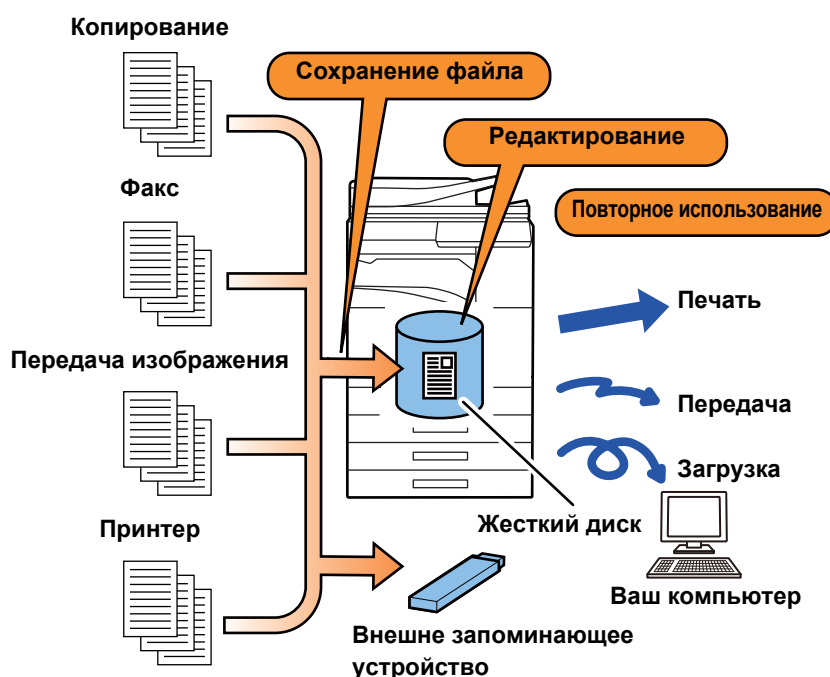 Копирование
Сохранение файла
Редактирование
Факс
Повторное использование
Печать
Передача изображения
Передача
Загрузка
Принтер
Жесткий диск
Ваш компьютер
Внешне запоминающее
устройство